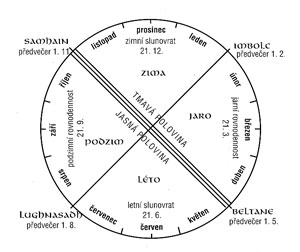 prosinec
zimní slunovrat
21. 12.
listopad
leden
SAMHAIN
předvečer 1. 11.
IMBOLC
předvečer 1. 2.
říjen
únor
ZIMA
TMAVÁ POLOVINA
JASNÁ POLOVINA
září
podzimní rovnodennost
21. 9.
PODZIM
JARO
jarní rovnodennost
21. 3.
březen
srpen
duben
LÉTO
LUGHNASADH
předvečer 1. 8.
BELTANE
předvečer 1. 5.
červenec
letní slunovrat
21. 6.
květen
červen